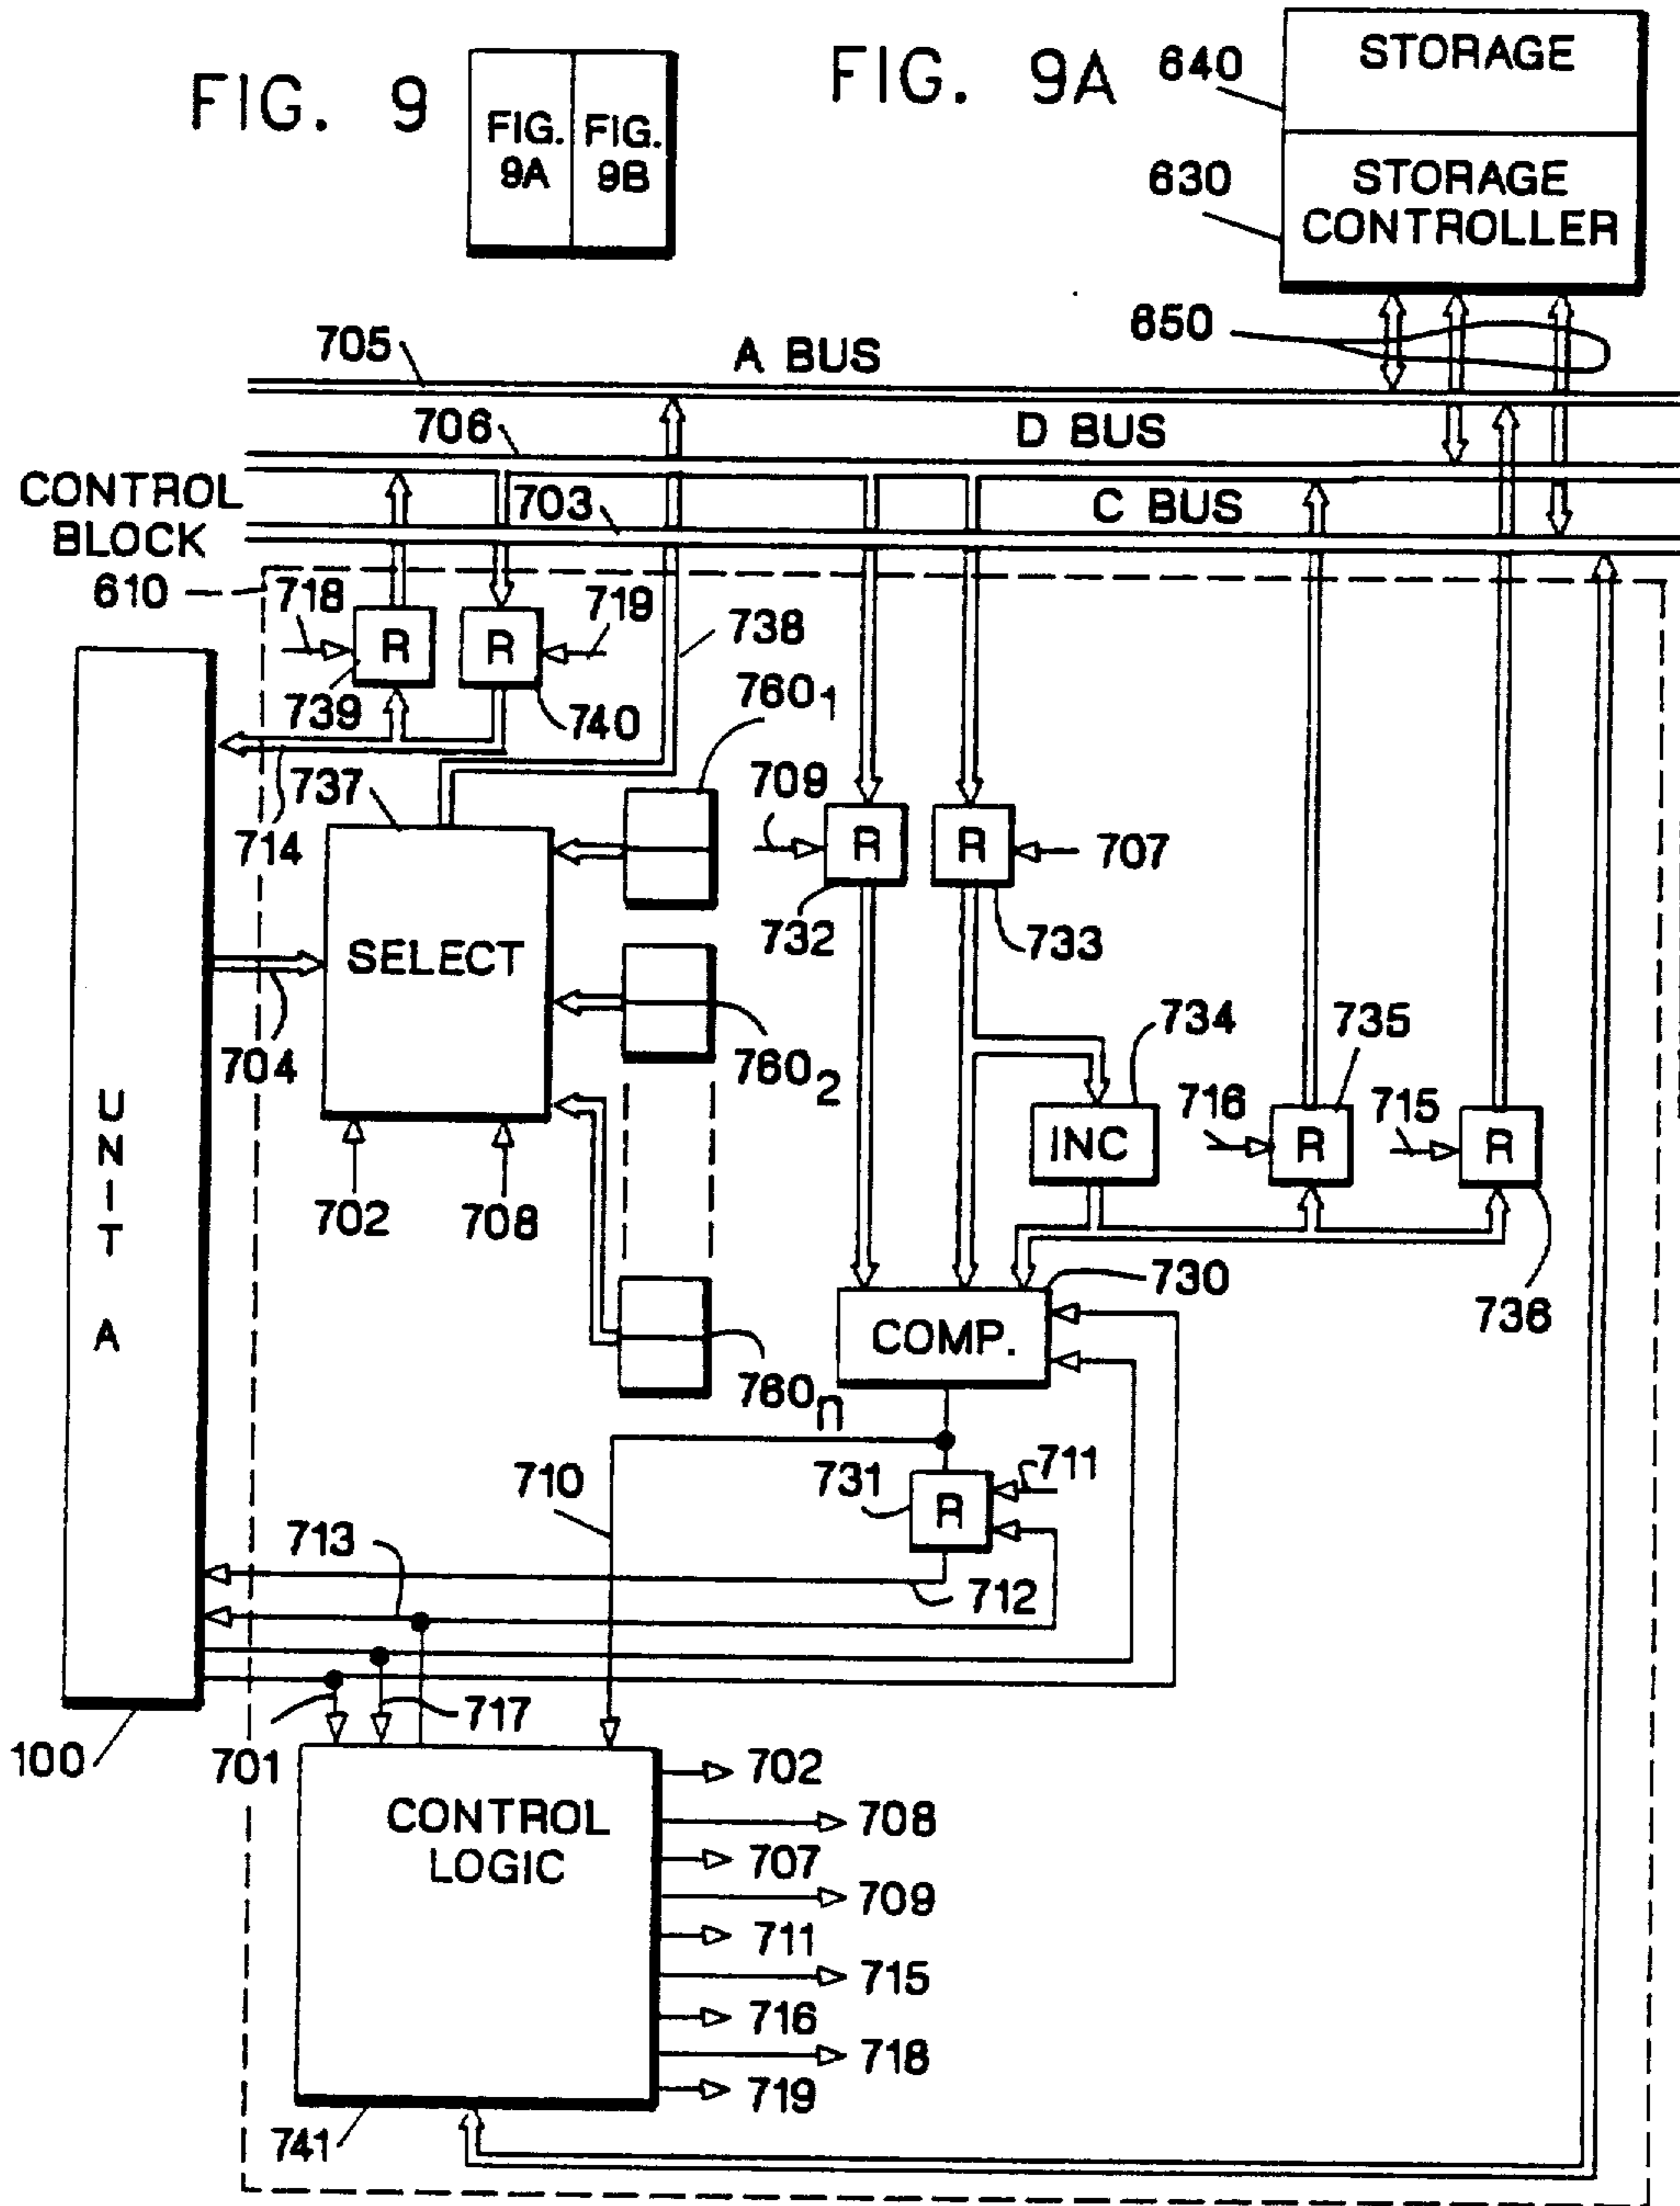 FIG. 9
FIG. 9A
FIG. 9B
FIG. 9A
640
STORAGE
630
STORAGE
CONTROLLER
650
705
A BUS
706
D BUS
CONTROL
BLOCK
610
703
C BUS
718
719
738
739
740
760₁
737
709
714
707
732
733
SELECT
704
760₂
734
735
716
715
702
708
INC
R
R
R
R
R
R
UNIT A
730
736
COMP.
760ₙ
710
731
711
R
713
712
717
100
701
CONTROL
LOGIC
702
708
707
709
711
715
716
718
719
741